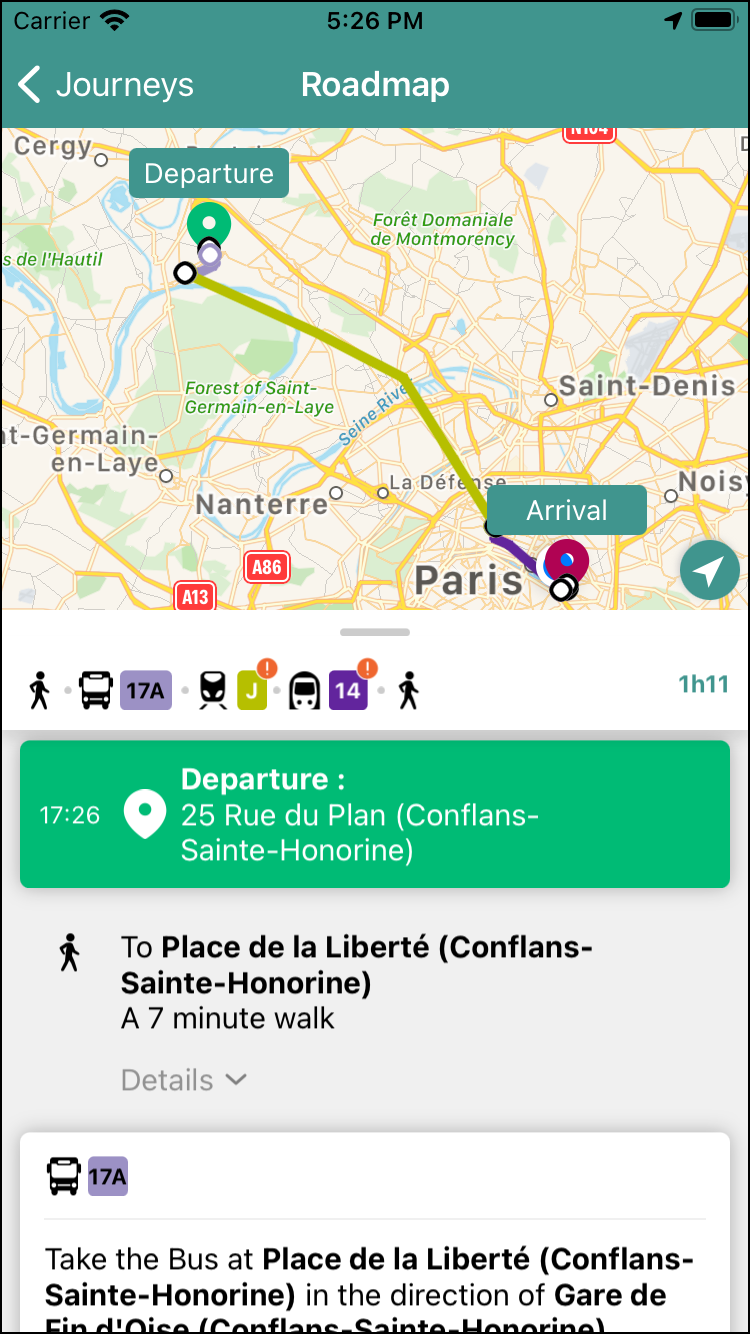 Carrier 5:26 PM
Journeys Roadmap
Cergy
Departure
Forêt Domaniale
de Montmorency
s de l'Hautil
Forest of Saint-
Germain-en-Laye
Seine Rive
Saint-Denis
nt-Germain-
en-Laye
Nanterre
La Défense
Noisy
Arrival
A86
Paris
A13
17A J ! 14 ! 1h11
17:26
Departure :
25 Rue du Plan (Conflans-
Sainte-Honorine)
To Place de la Liberté (Conflans-
Sainte-Honorine)
A 7 minute walk
Details
17A
Take the Bus at Place de la Liberté (Conflans-
Sainte-Honorine) in the direction of Gare de
Fin d'Oise (Conflans-Sainte-Honorine)